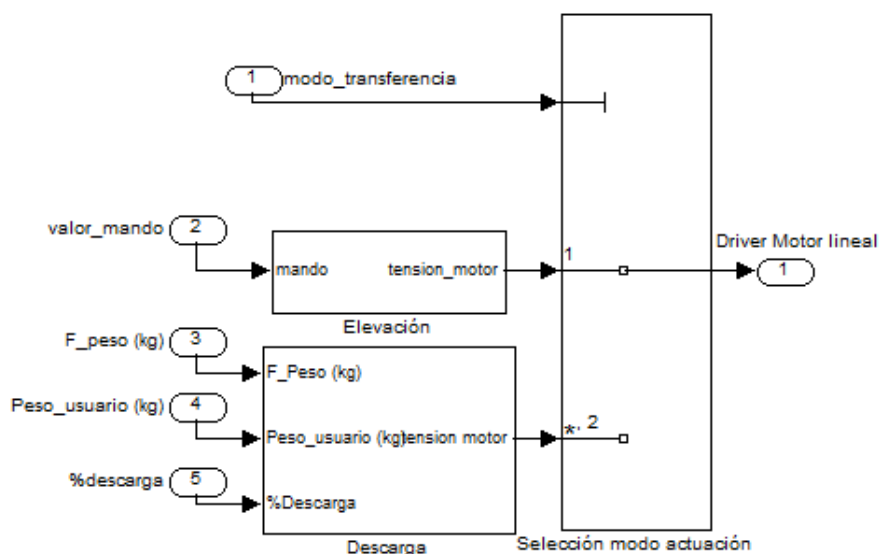 1
modo_transferencia
valor_mando
2
mando
tension_motor
Elevación
1
Driver Motor lineal
1
F_peso (kg)
3
F_Peso (kg)
Peso_usuario (kg)
4
Peso_usuario (kg)
tension motor
*, 2
%descarga
5
%Descarga
Descarga
Selección modo actuación